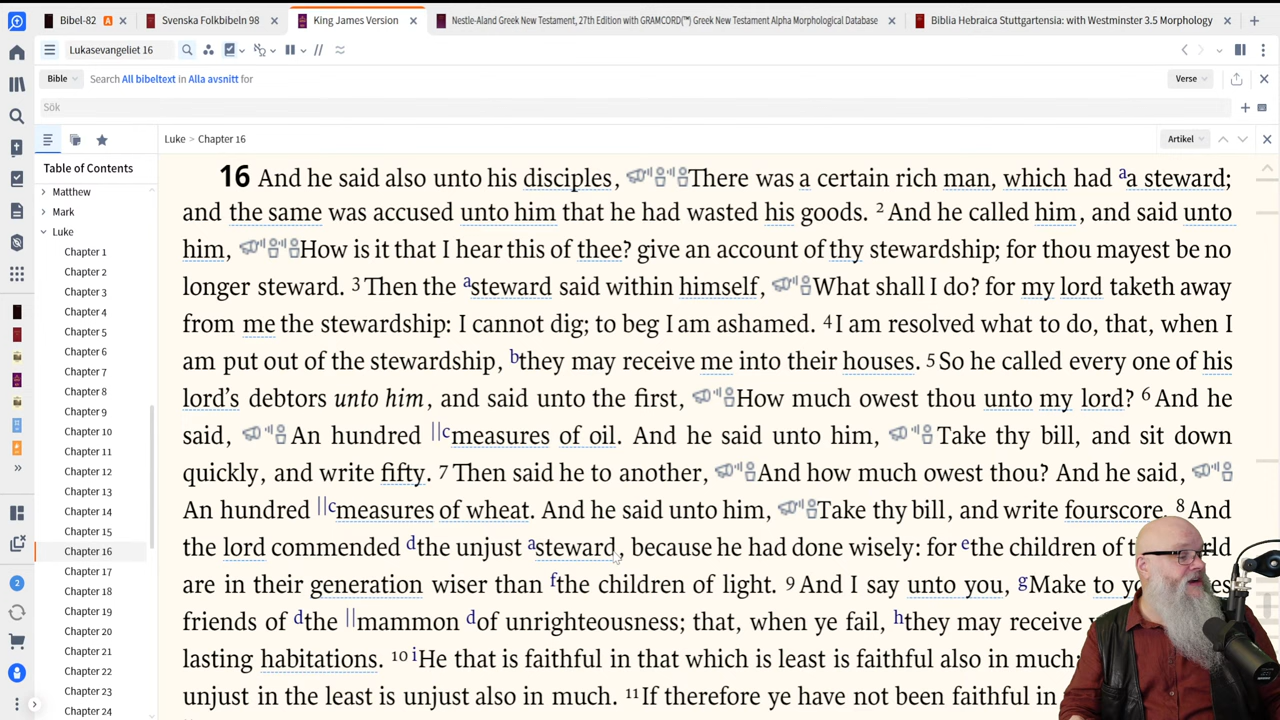 Bible-82 A
Svenska Folkbibeln 98
King James Version
Nestle-Aland Greek New Testament, 27th Edition with GRAMCORD(™) Greek New Testament Alpha Morphological Database
Biblia Hebraica Stuttgartensia: with Westminster 3.5 Morphology
Lukasevangeliet 16
Bible Search All bibeltext in Alla avsnitt for Verse
Sök
Luke > Chapter 16 Artikel
Table of Contents
Matthew
Mark
Luke
Chapter 1
Chapter 2
Chapter 3
Chapter 4
Chapter 5
Chapter 6
Chapter 7
Chapter 8
Chapter 9
Chapter 10
Chapter 11
Chapter 12
Chapter 13
Chapter 14
Chapter 15
Chapter 16
Chapter 17
Chapter 18
Chapter 19
Chapter 20
Chapter 21
Chapter 22
Chapter 23
Chapter 24
2
16 And he said also unto his disciples, There was a certain rich man, which had a a steward;
and the same was accused unto him that he had wasted his goods. 2 And he called him, and said unto
him, How is it that I hear this of thee? give an account of thy stewardship; for thou mayest be no
longer steward. 3 Then the a steward said within himself, What shall I do? for my lord taketh away
from me the stewardship: I cannot dig; to beg I am ashamed. 4 I am resolved what to do, that, when I
am put out of the stewardship, b they may receive me into their houses. 5 So he called every one of his
lord's debtors unto him, and said unto the first, How much owest thou unto my lord? 6 And he
said, An hundred ||c measures of oil. And he said unto him, Take thy bill, and sit down
quickly, and write fifty. 7 Then said he to another, And how much owest thou? And he said,
An hundred ||c measures of wheat. And he said unto him, Take thy bill, and write fourscore. 8 And
the lord commended d the unjust a steward, because he had done wisely: for e the children of
are in their generation wiser than f the children of light. 9 And I say unto you, g Make to
friends of d the || mammon d of unrighteousness; that, when ye fail, h they may receive
lasting habitations. 10 i He that is faithful in that which is least is faithful also in much:
unjust in the least is unjust also in much. 11 If therefore ye have not been faithful in